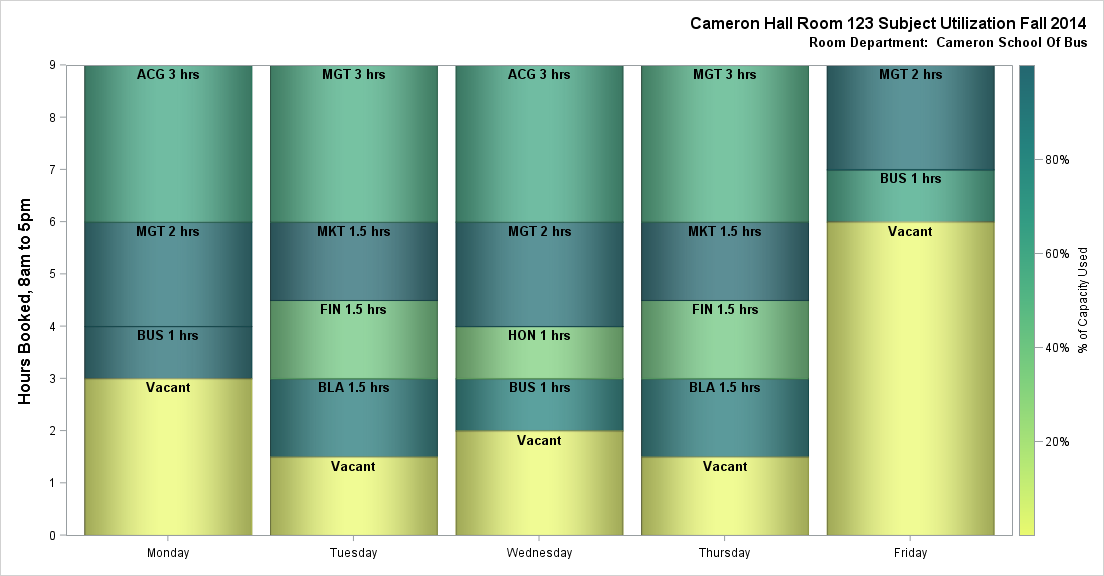 Cameron Hall Room 123 Subject Utilization Fall 2014
Room Department: Cameron School Of Bus
Hours Booked, 8am to 5pm
9
8
7
6
5
4
3
2
1
0
ACG 3 hrs
MGT 2 hrs
BUS 1 hrs
Vacant
MGT 3 hrs
MKT 1.5 hrs
FIN 1.5 hrs
BLA 1.5 hrs
Vacant
ACG 3 hrs
MGT 2 hrs
HON 1 hrs
BUS 1 hrs
Vacant
MGT 3 hrs
MKT 1.5 hrs
FIN 1.5 hrs
BLA 1.5 hrs
Vacant
MGT 2 hrs
BUS 1 hrs
Vacant
Monday
Tuesday
Wednesday
Thursday
Friday
80%
60%
40%
20%
% of Capacity Used